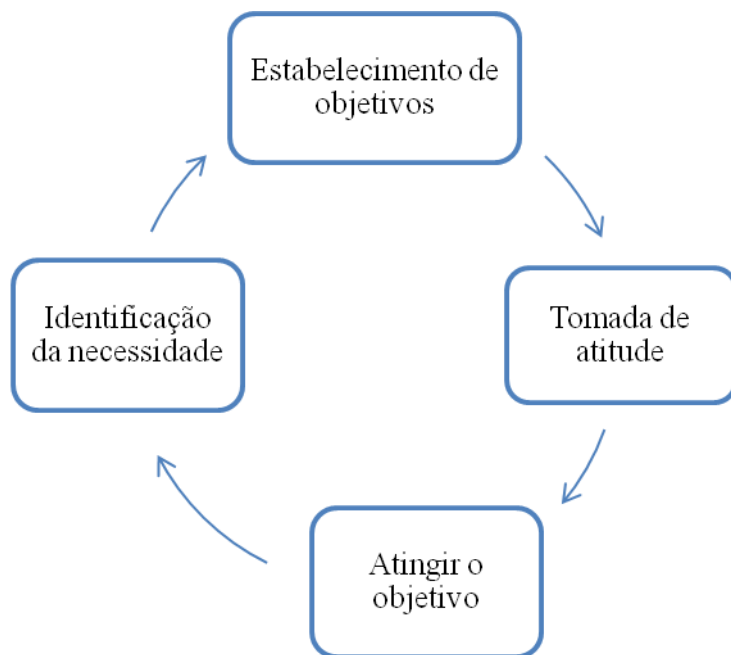 Estabelecimento de
objetivos
Identificação
da necessidade
Tomada de
atitude
Atingir o
objetivo